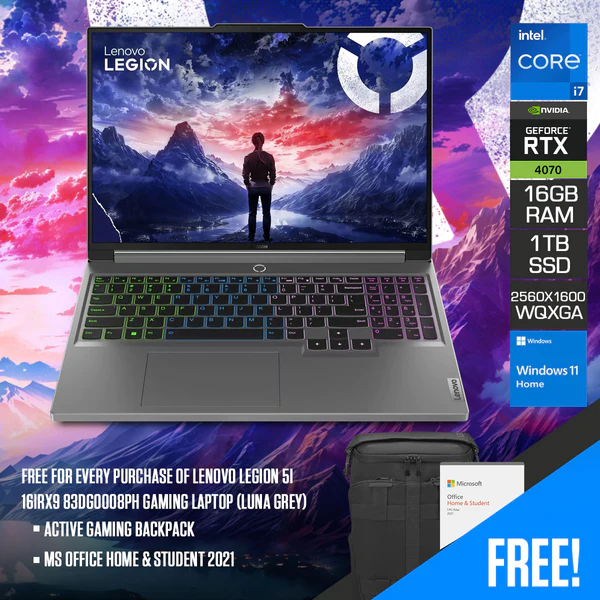 Lenovo
LEGION
intel
CORE
i7
NVIDIA
GEFORCE
RTX
4070
16GB
RAM
1TB
SSD
2560X1600
WQXGA
Windows
Windows 11
Home
Lenovo
FREE FOR EVERY PURCHASE OF LENOVO LEGION 5I
16IRX9 83DG0008PH GAMING LAPTOP (LUNA GREY)
▪ ACTIVE GAMING BACKPACK
▪ MS OFFICE HOME & STUDENT 2021
Microsoft
Office
Home & Student
2021
FREE!